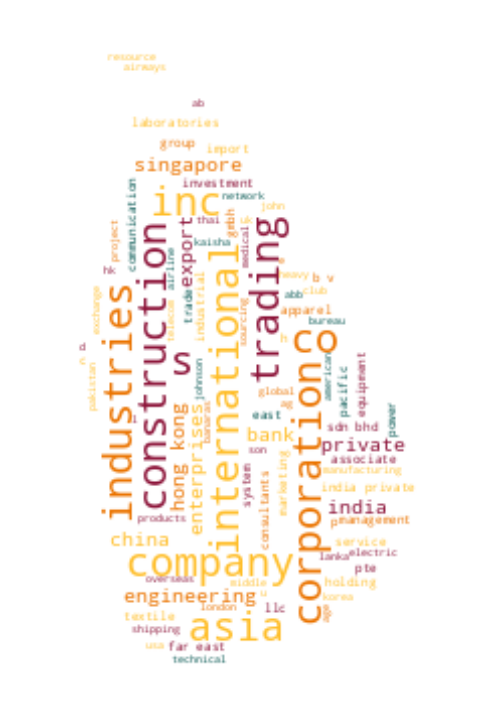 resource
airways
ab
laboratories
group
import
singapore
investment
communication
inc
network
john
project
thai
gmbh
uk
trading
export
kaisha
medical
construction
airline
hk
international
heavy
b v
trade
telecom
industrial
exchange
industries
abb
club
sourcing
apparel
bureau
co
h
d
c
s
american
pacific
equipment
pakistan
johnson
global
hong kong
enterprises
banaras
east
power
corporation
bank
sdn bhd
private
son
associate
system
consultants
marketing
manufacturing
india private
india
products
p
management
china
service
company
lanka
electric
pte
overseas
middle
holding
engineering
u
korea
london
llc
age
textile
asia
shipping
usa
far east
technical